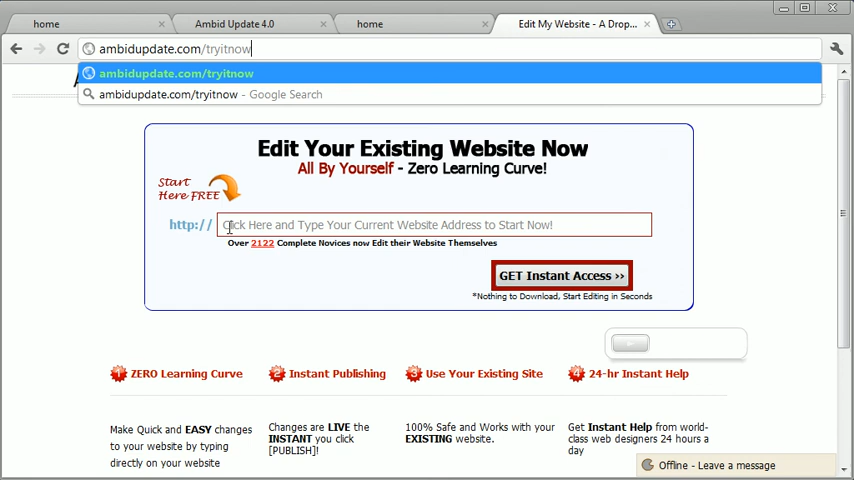 home
Ambid Update 4.0
home
Edit My Website - A Drop...
ambidupdate.com/tryitnow
ambidupdate.com/tryitnow
ambidupdate.com/tryitnow - Google Search
Edit Your Existing Website Now
All By Yourself - Zero Learning Curve!
Start
Here FREE
http://
Click Here and Type Your Current Website Address to Start Now!
Over 2122 Complete Novices now Edit their Website Themselves
GET Instant Access >>
*Nothing to Download, Start Editing in Seconds
1 ZERO Learning Curve
2 Instant Publishing
3 Use Your Existing Site
4 24-hr Instant Help
Make Quick and EASY changes
to your website by typing
directly on your website
Changes are LIVE the
INSTANT you click
[PUBLISH]!
100% Safe and Works with your
EXISTING website.
Get Instant Help from world-
class web designers 24 hours a
day
Offline - Leave a message